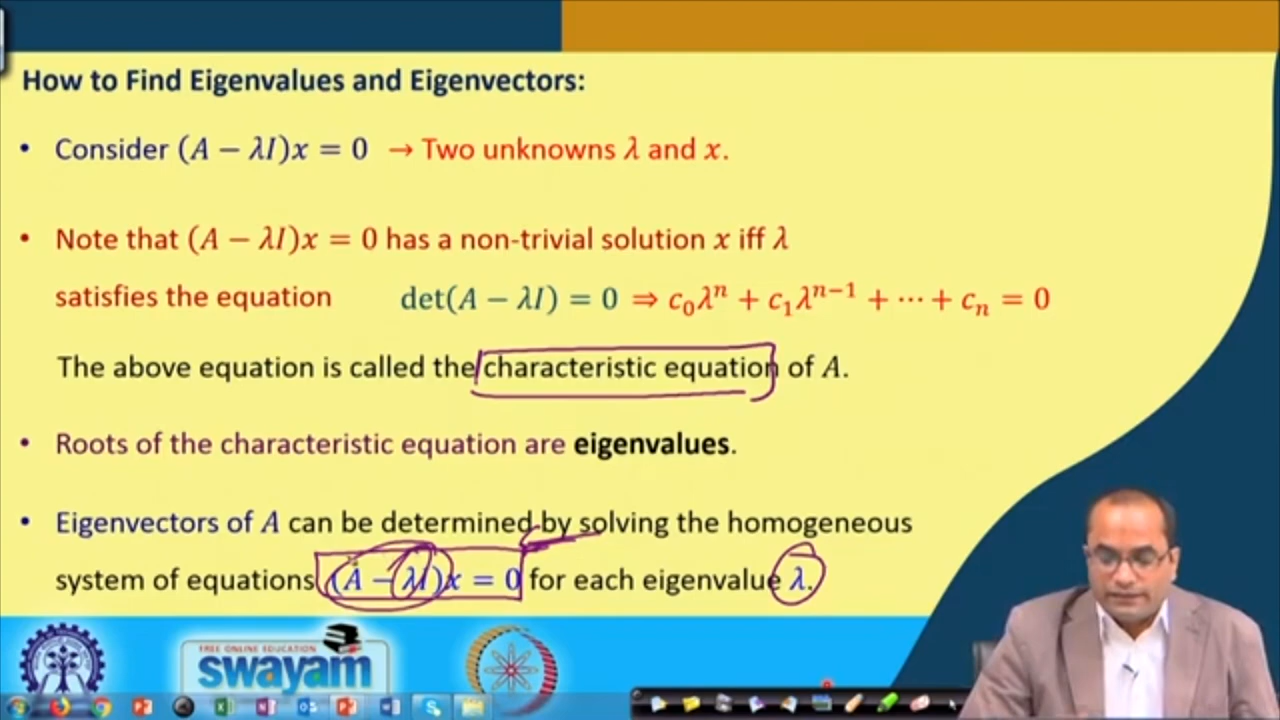 How to Find Eigenvalues and Eigenvectors:
• Consider (A − λI)x = 0 → Two unknowns λ and x.
• Note that (A − λI)x = 0 has a non-trivial solution x iff λ
satisfies the equation det(A − λI) = 0 ⇒ c₀λⁿ + c₁λⁿ⁻¹ + ⋯ + cₙ = 0
The above equation is called the characteristic equation of A.
• Roots of the characteristic equation are eigenvalues.
• Eigenvectors of A can be determined by solving the homogeneous
system of equations (A − λI)x = 0 for each eigenvalue λ.
FREE ONLINE EDUCATION
swayam